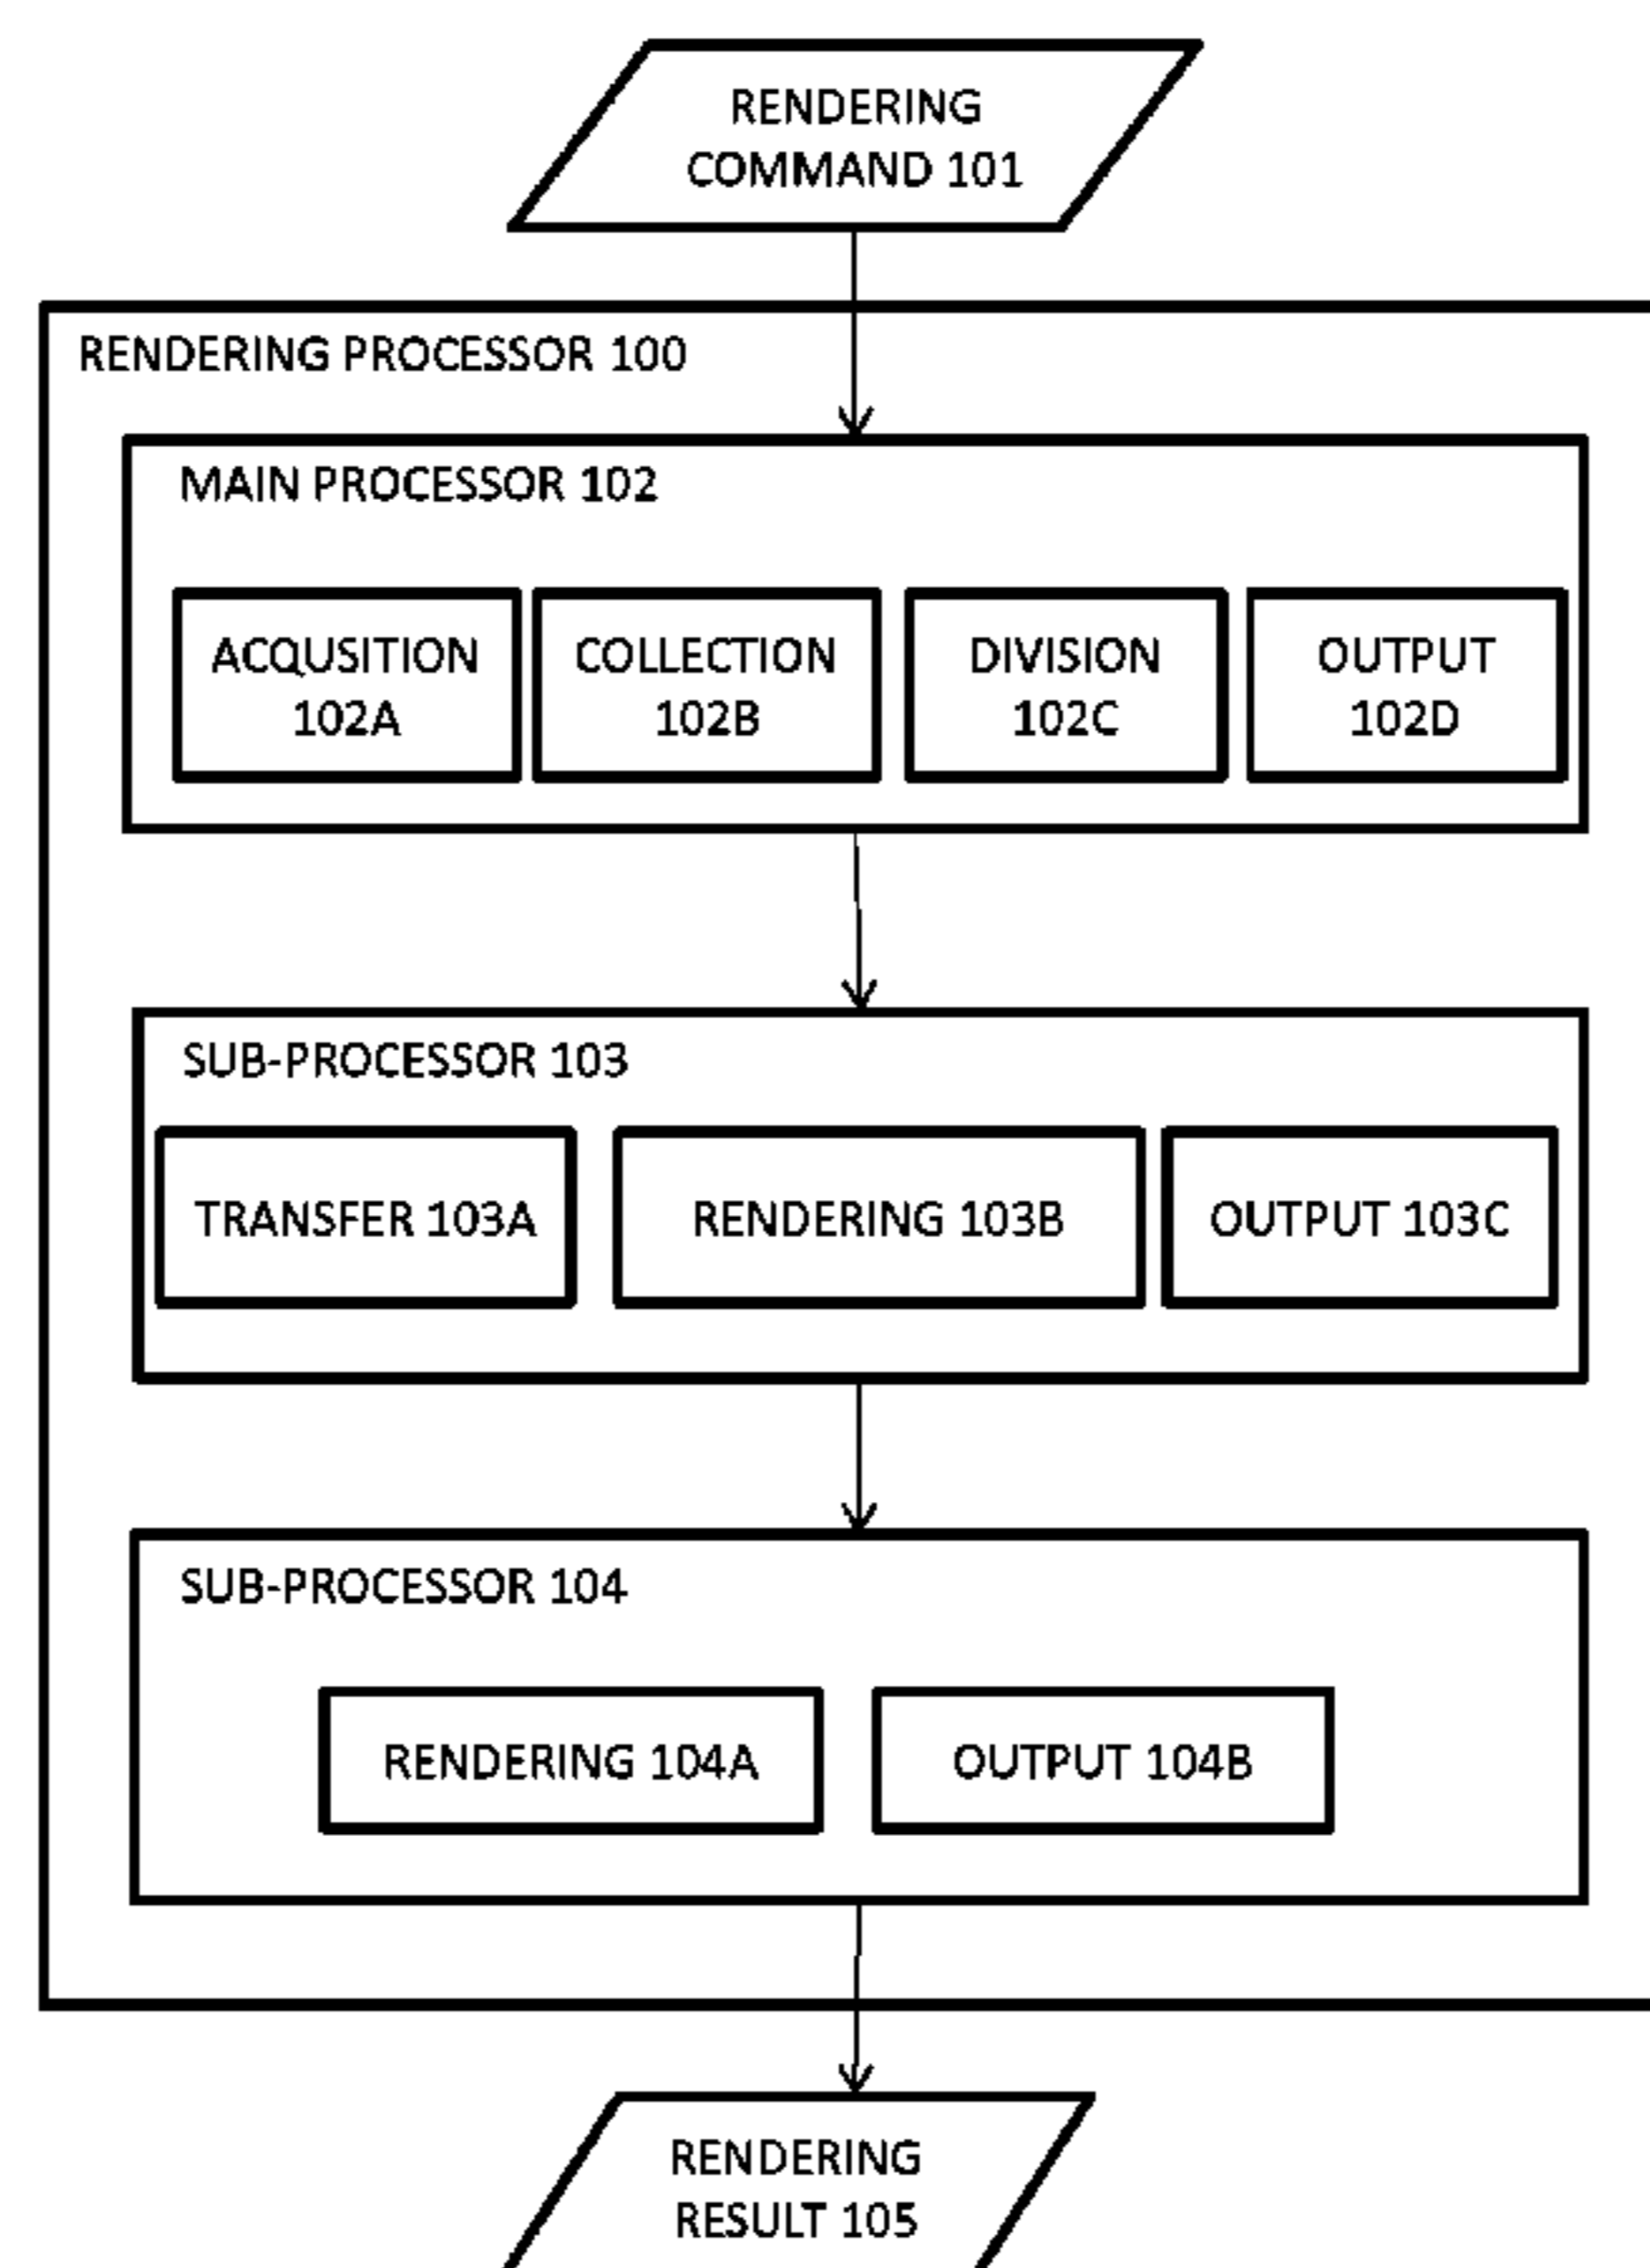 RENDERING
COMMAND 101
RENDERING PROCESSOR 100
MAIN PROCESSOR 102
ACQUSITION
102A
COLLECTION
102B
DIVISION
102C
OUTPUT
102D
SUB-PROCESSOR 103
TRANSFER 103A
RENDERING 103B
OUTPUT 103C
SUB-PROCESSOR 104
RENDERING 104A
OUTPUT 104B
RENDERING
RESULT 105